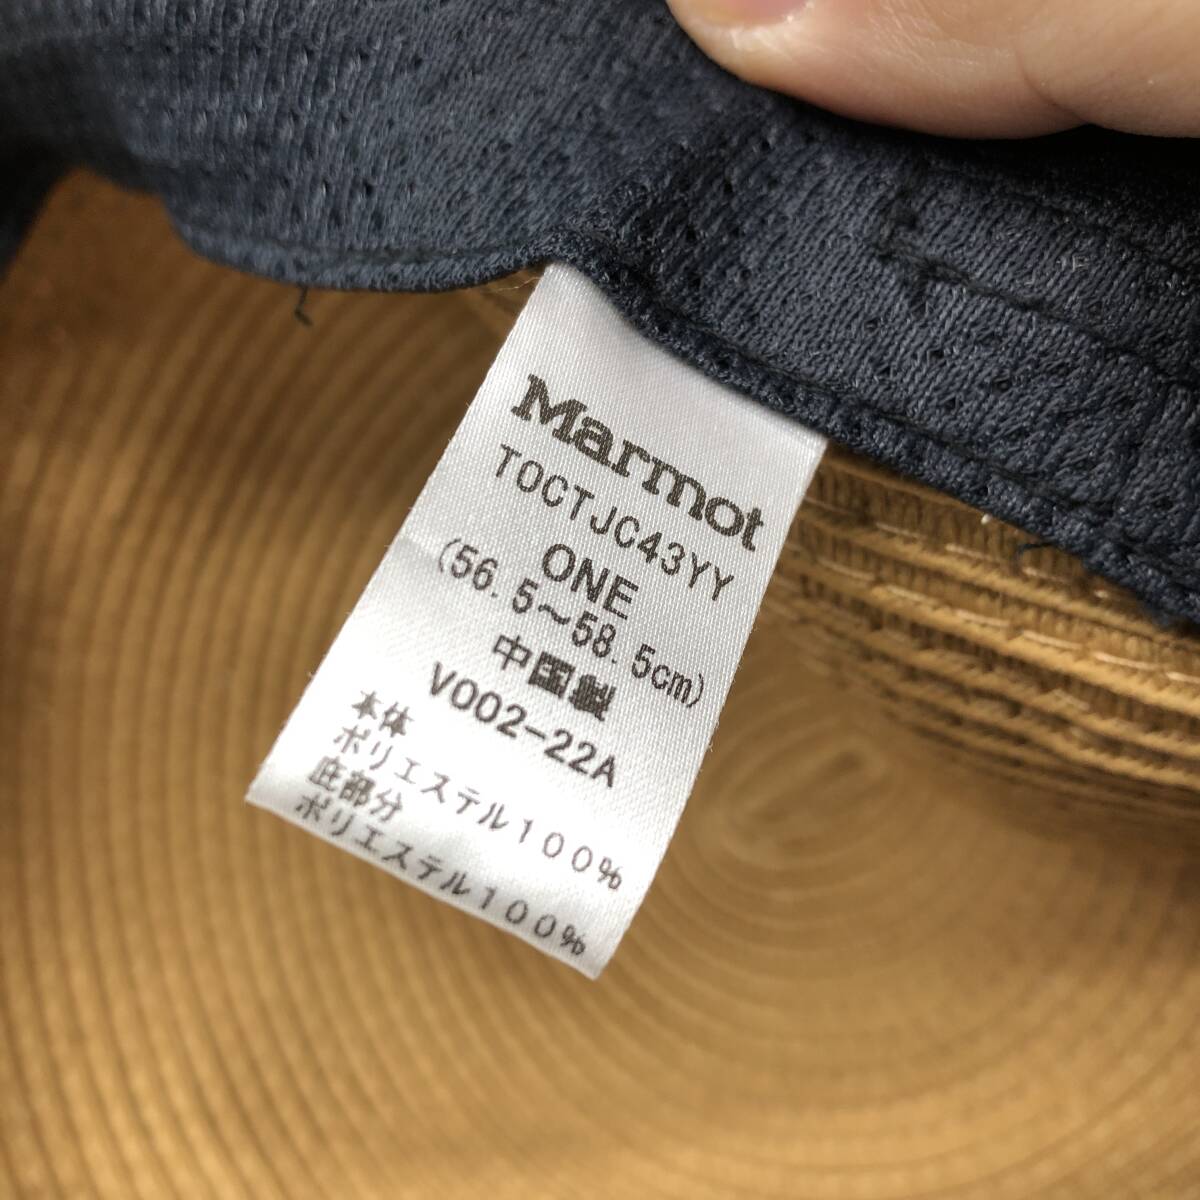 Marmot
TOCTJC43YY
ONE
(56.5～58.5cm)
中国製
V002-22A
本体
ポリエステル100%
底部分
ポリエステル100%